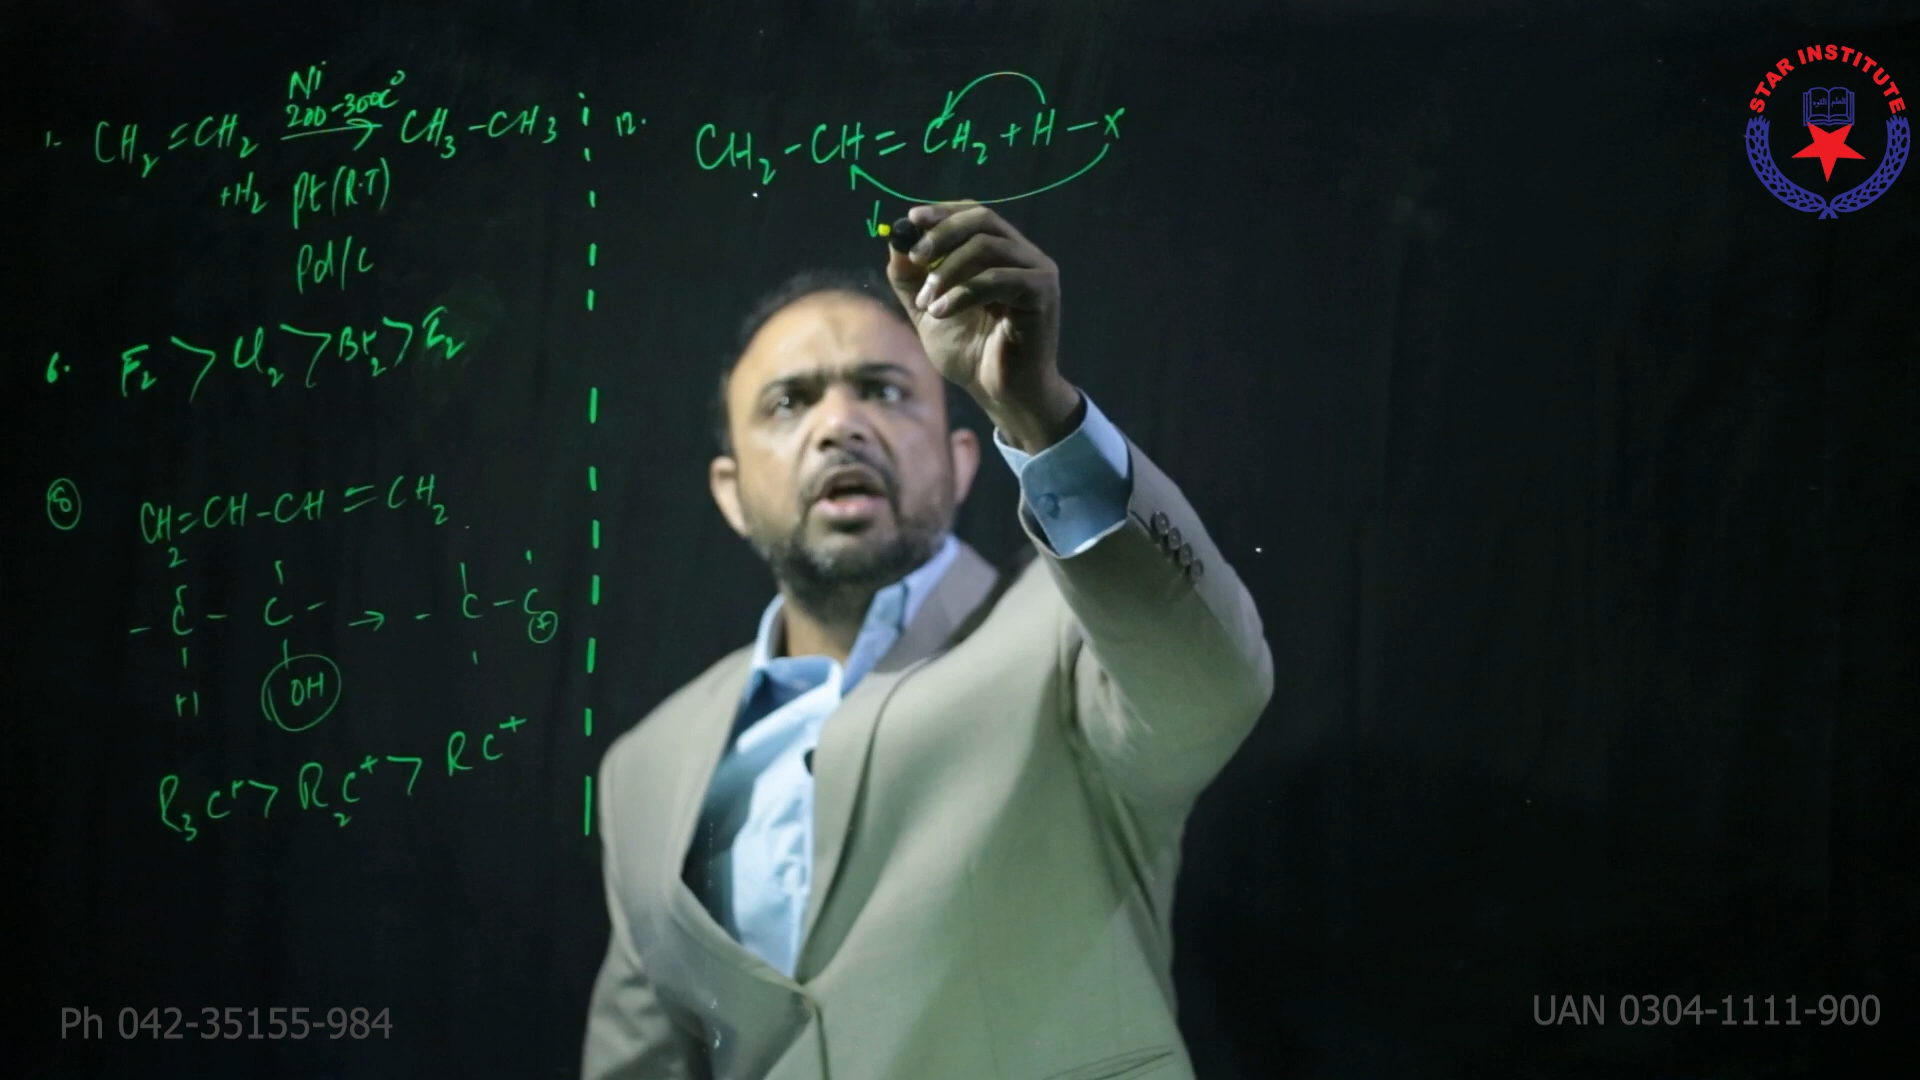 Ni
200-300c°
1. CH₂=CH₂ → CH₃-CH₃
+H₂ Pt(R.T)
Pd/C
6. F₂ > Cl₂ > Br₂ > I₂
8 CH₂=CH-CH=CH₂
-C-C- → -C-C
+
H OH
R₃C⁺ > R₂C⁺ > RC⁺
12. CH₂-CH=CH₂+H-X
STAR INSTITUTE
Ph 042-35155-984
UAN 0304-1111-900